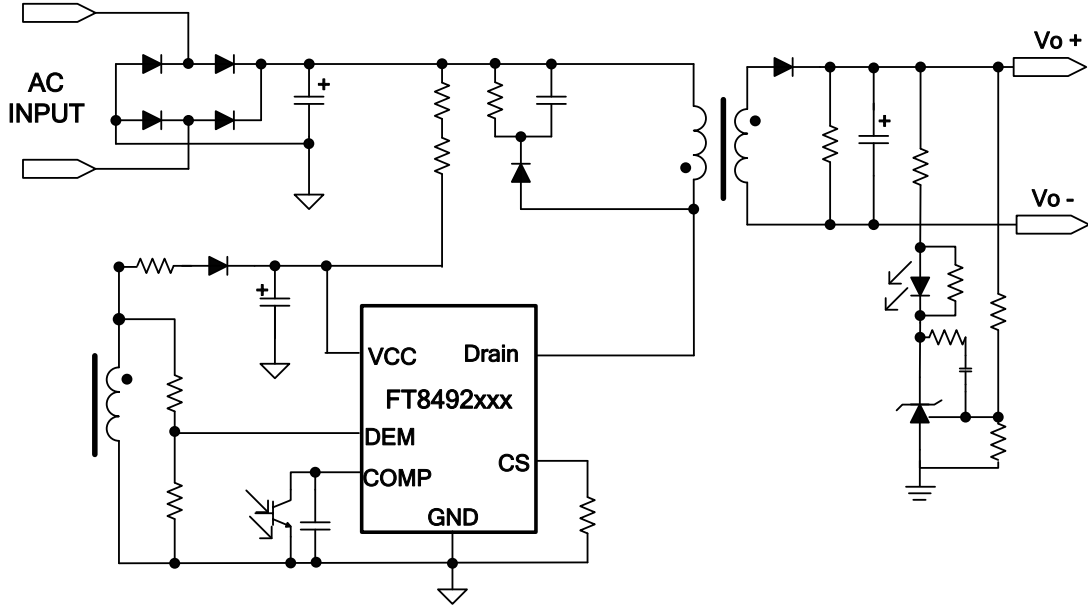 Vo +
AC
INPUT
+
+
Vo -
+
VCC
Drain
FT8492xxx
DEM
CS
COMP
GND